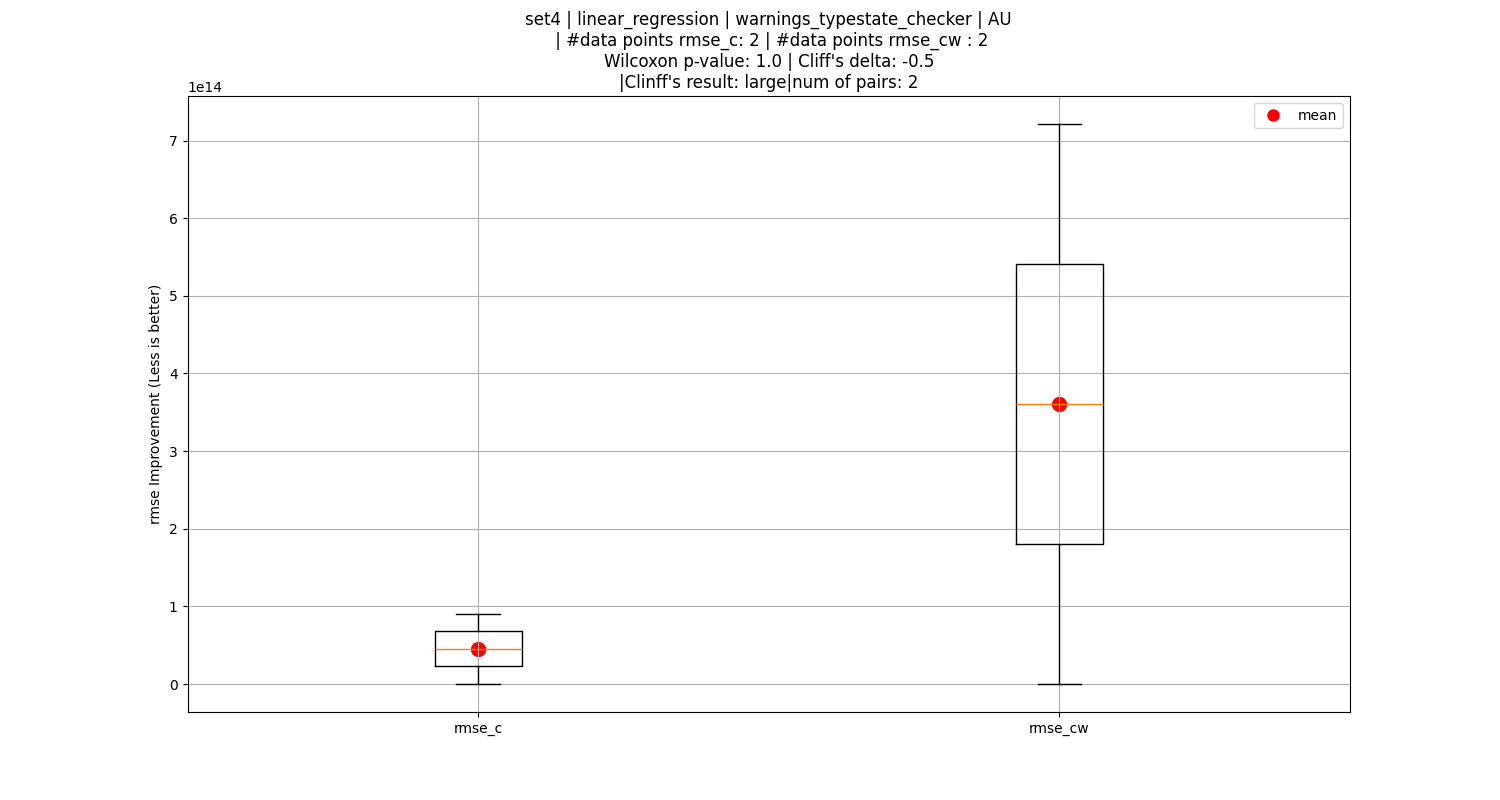 set4 | linear_regression | warnings_typestate_checker | AU
| #data points rmse_c: 2 | #data points rmse_cw : 2
Wilcoxon p-value: 1.0 | Cliff's delta: -0.5
|Clinff's result: large|num of pairs: 2
1e14
mean
7
6
5
4
3
2
1
0
rmse Improvement (Less is better)
rmse_c
rmse_cw